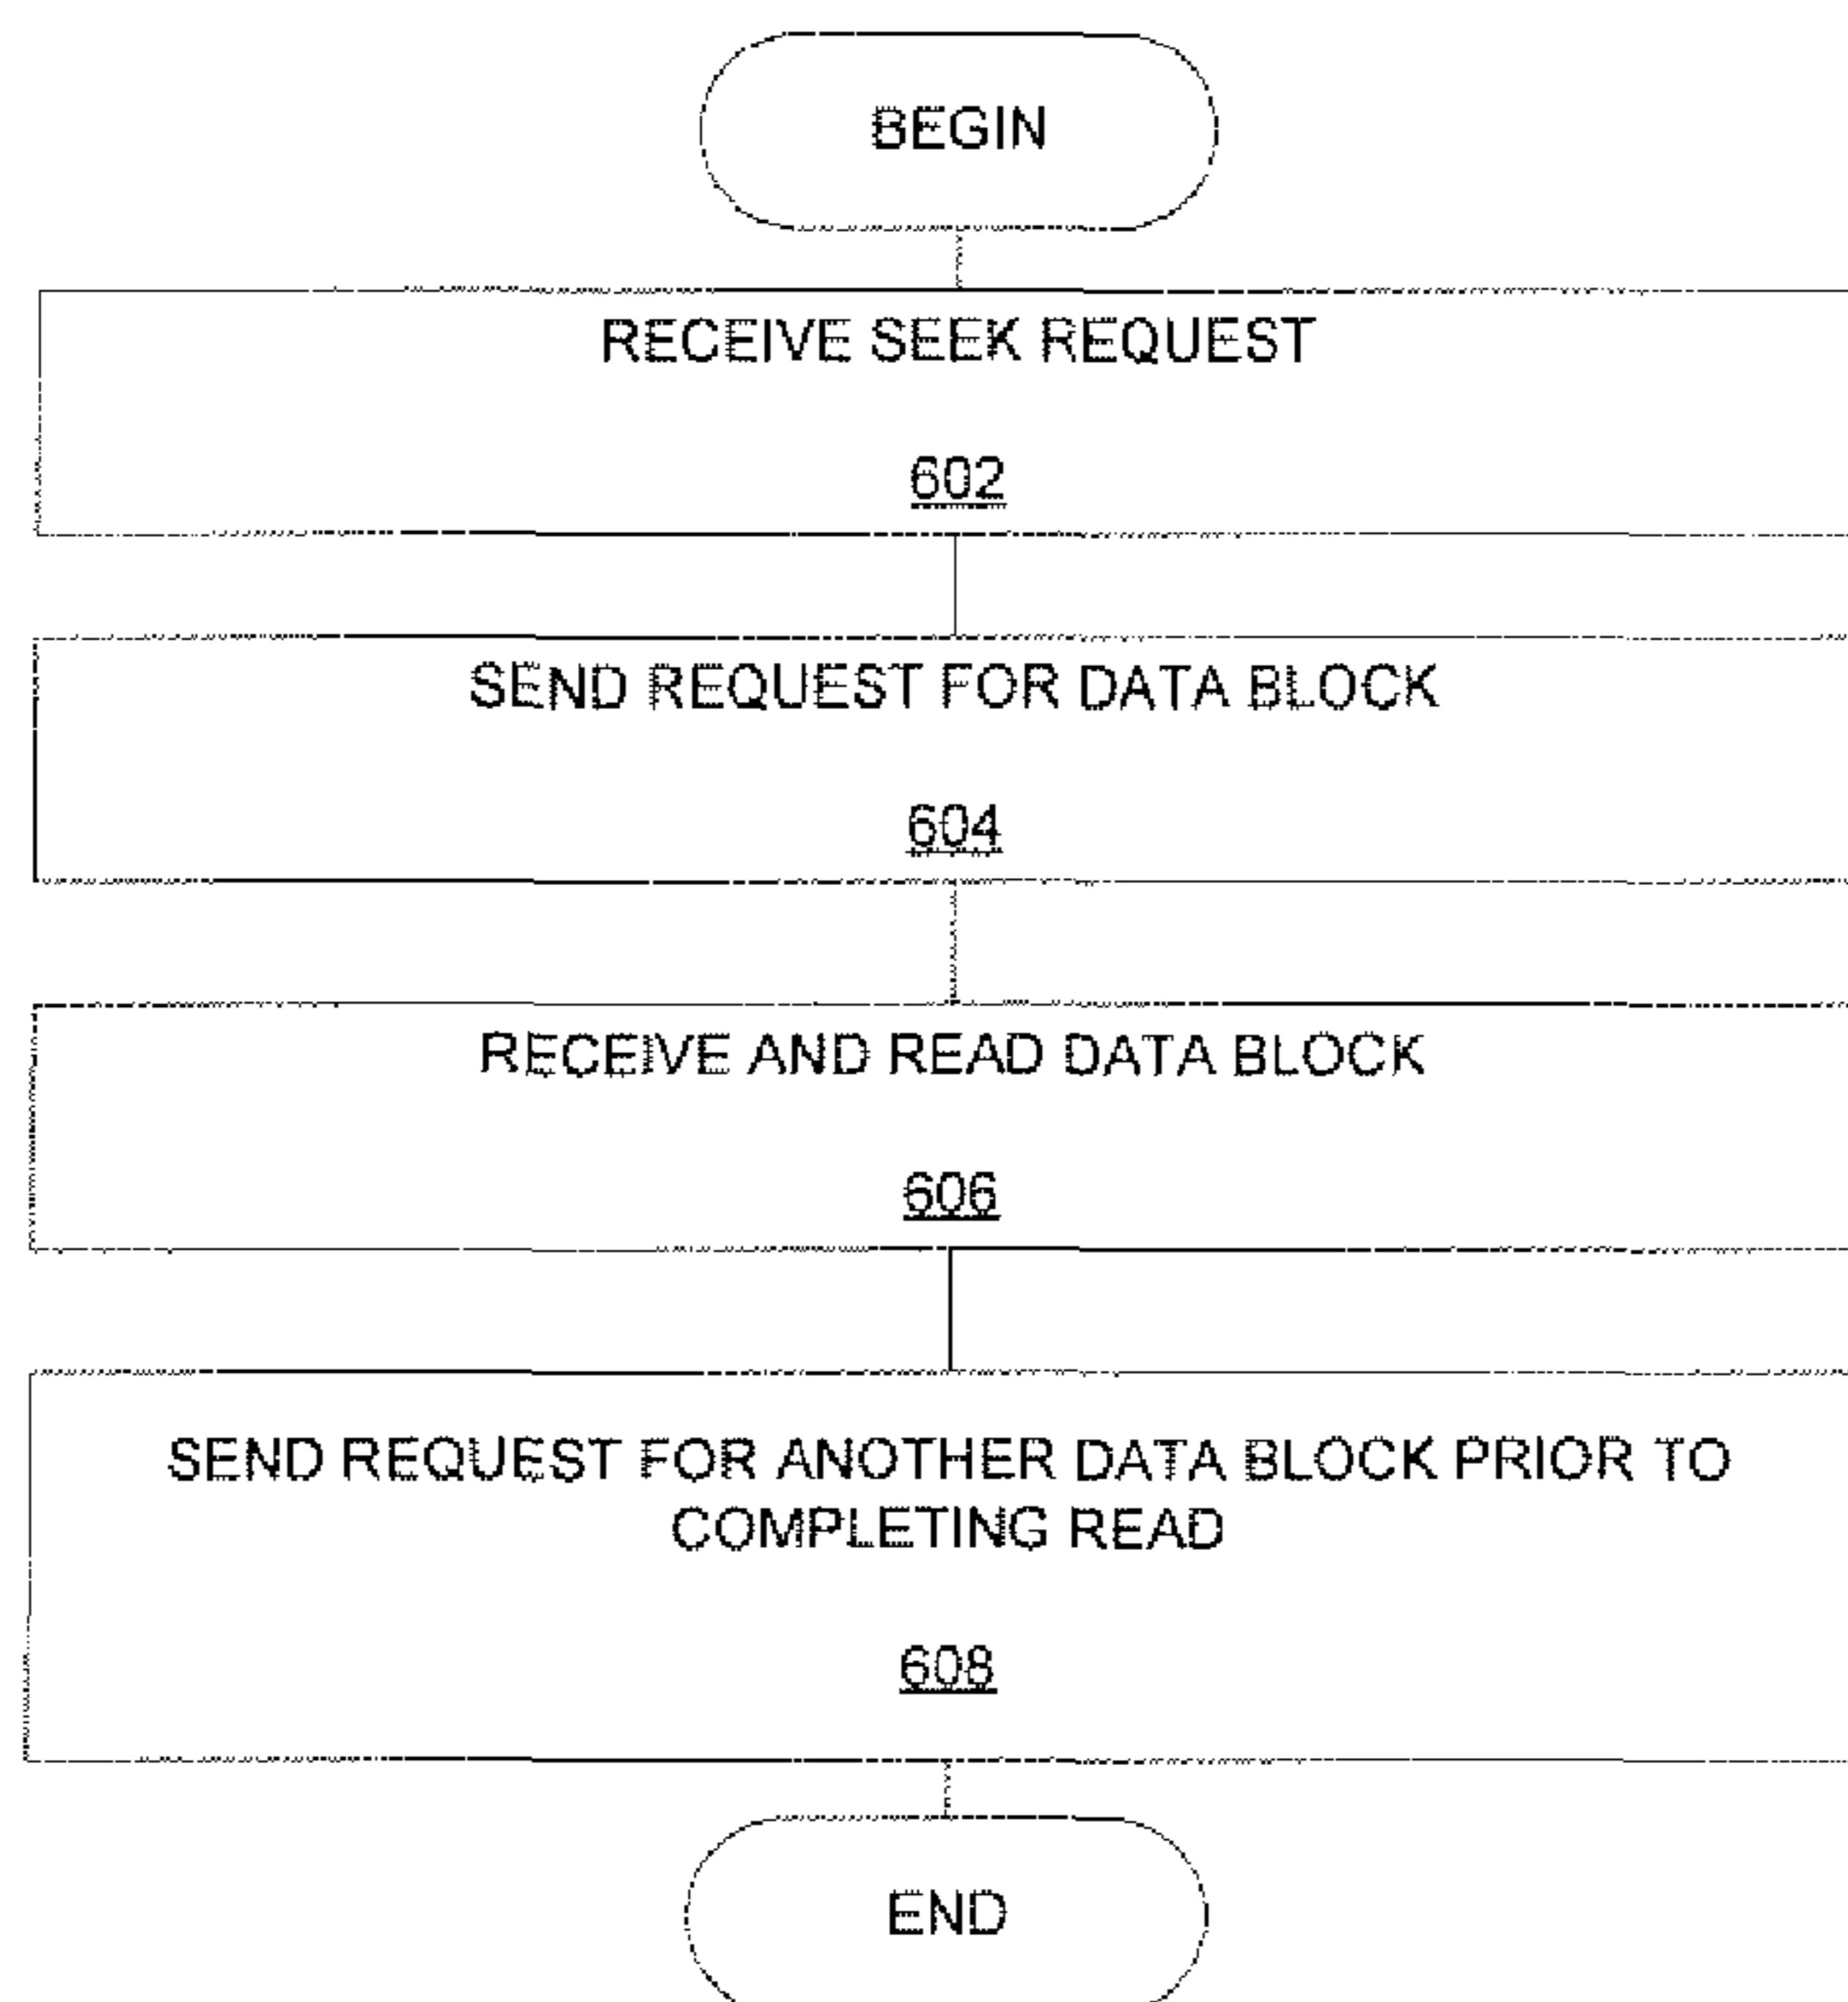 BEGIN
RECEIVE SEEK REQUEST
602
SEND REQUEST FOR DATA BLOCK
604
RECEIVE AND READ DATA BLOCK
606
SEND REQUEST FOR ANOTHER DATA BLOCK PRIOR TO
COMPLETING READ
608
END